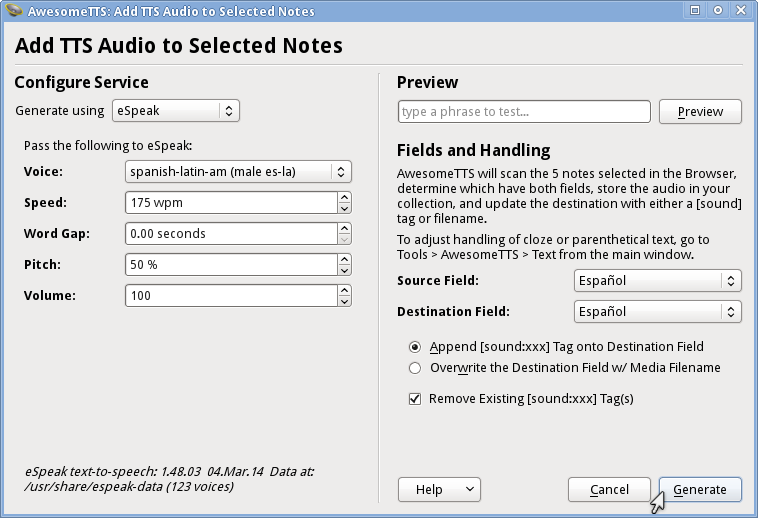 AwesomeTTS: Add TTS Audio to Selected Notes
Add TTS Audio to Selected Notes
Configure Service
Generate using eSpeak
Pass the following to eSpeak:
Voice: spanish-latin-am (male es-la)
Speed: 175 wpm
Word Gap: 0.00 seconds
Pitch: 50 %
Volume: 100
eSpeak text-to-speech: 1.48.03 04.Mar.14 Data at:
/usr/share/espeak-data (123 voices)
Preview
type a phrase to test... Preview
Fields and Handling
AwesomeTTS will scan the 5 notes selected in the Browser,
determine which have both fields, store the audio in your
collection, and update the destination with either a [sound]
tag or filename.
To adjust handling of cloze or parenthetical text, go to
Tools > AwesomeTTS > Text from the main window.
Source Field: Español
Destination Field: Español
Append [sound:xxx] Tag onto Destination Field
Overwrite the Destination Field w/ Media Filename
Remove Existing [sound:xxx] Tag(s)
Help Cancel Generate